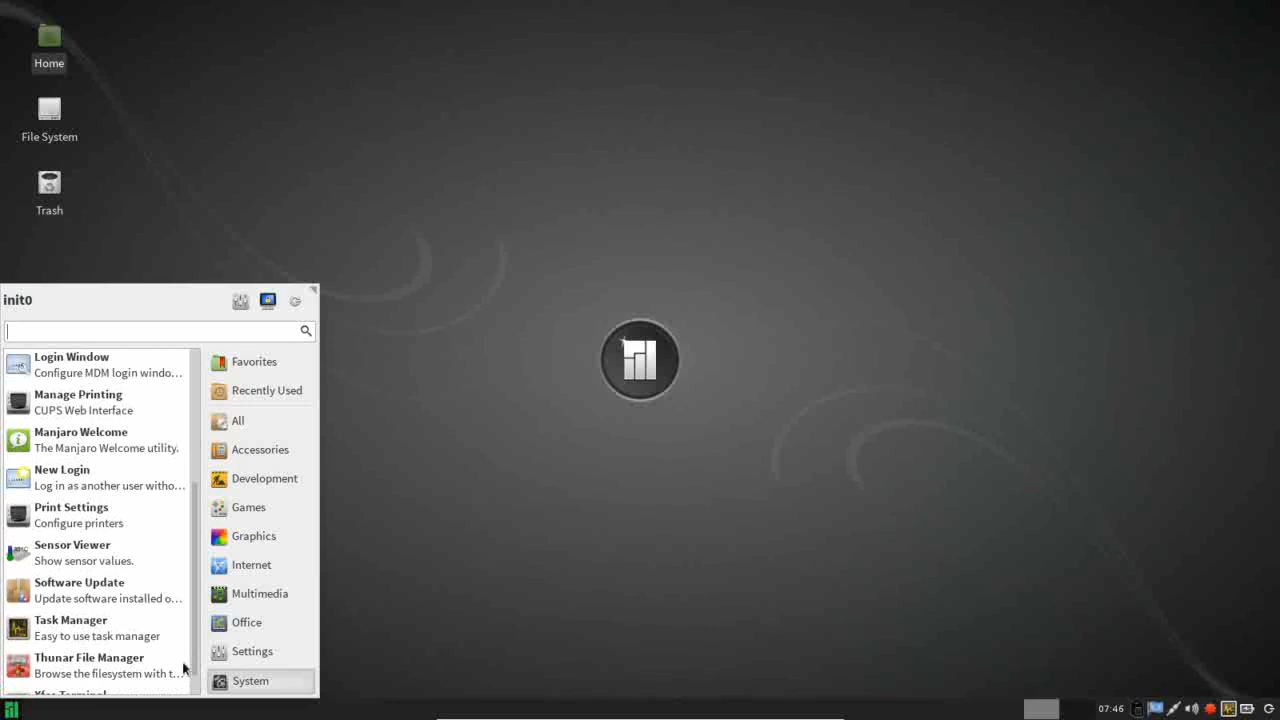 Home
File System
Trash
init0
Login Window
Configure MDM login windo...
Manage Printing
CUPS Web Interface
Manjaro Welcome
The Manjaro Welcome utility.
New Login
Log in as another user witho...
Print Settings
Configure printers
Sensor Viewer
Show sensor values.
Software Update
Update software installed o...
Task Manager
Easy to use task manager
Thunar File Manager
Browse the filesystem with t...
Xfce Terminal
Favorites
Recently Used
All
Accessories
Development
Games
Graphics
Internet
Multimedia
Office
Settings
System
07:46